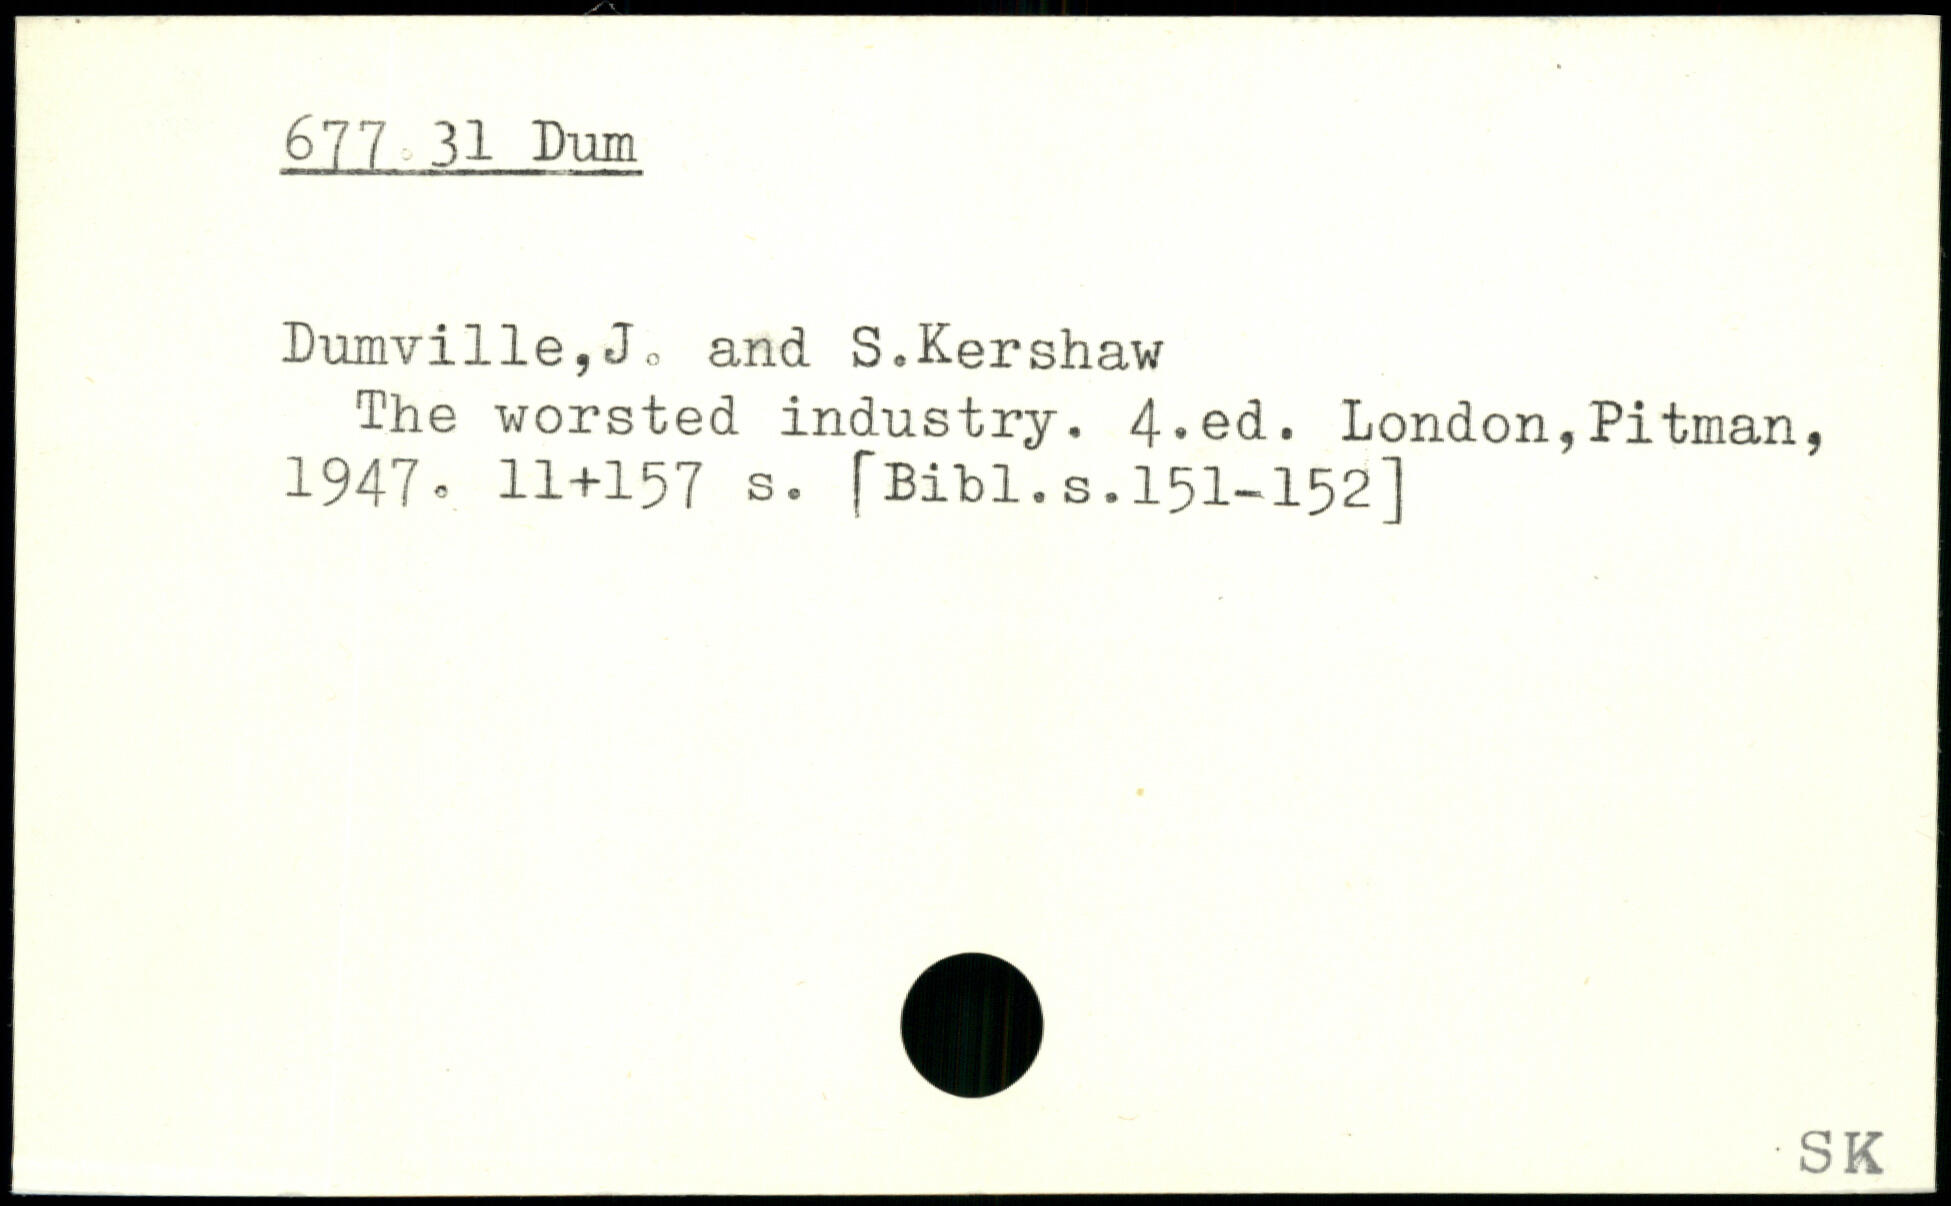 677.31 Dum
Dumville,J. and S.Kershaw
The worsted industry. 4.ed. London,Pitman,
1947. 11+157 s. [Bibl.s.151-152]
SK